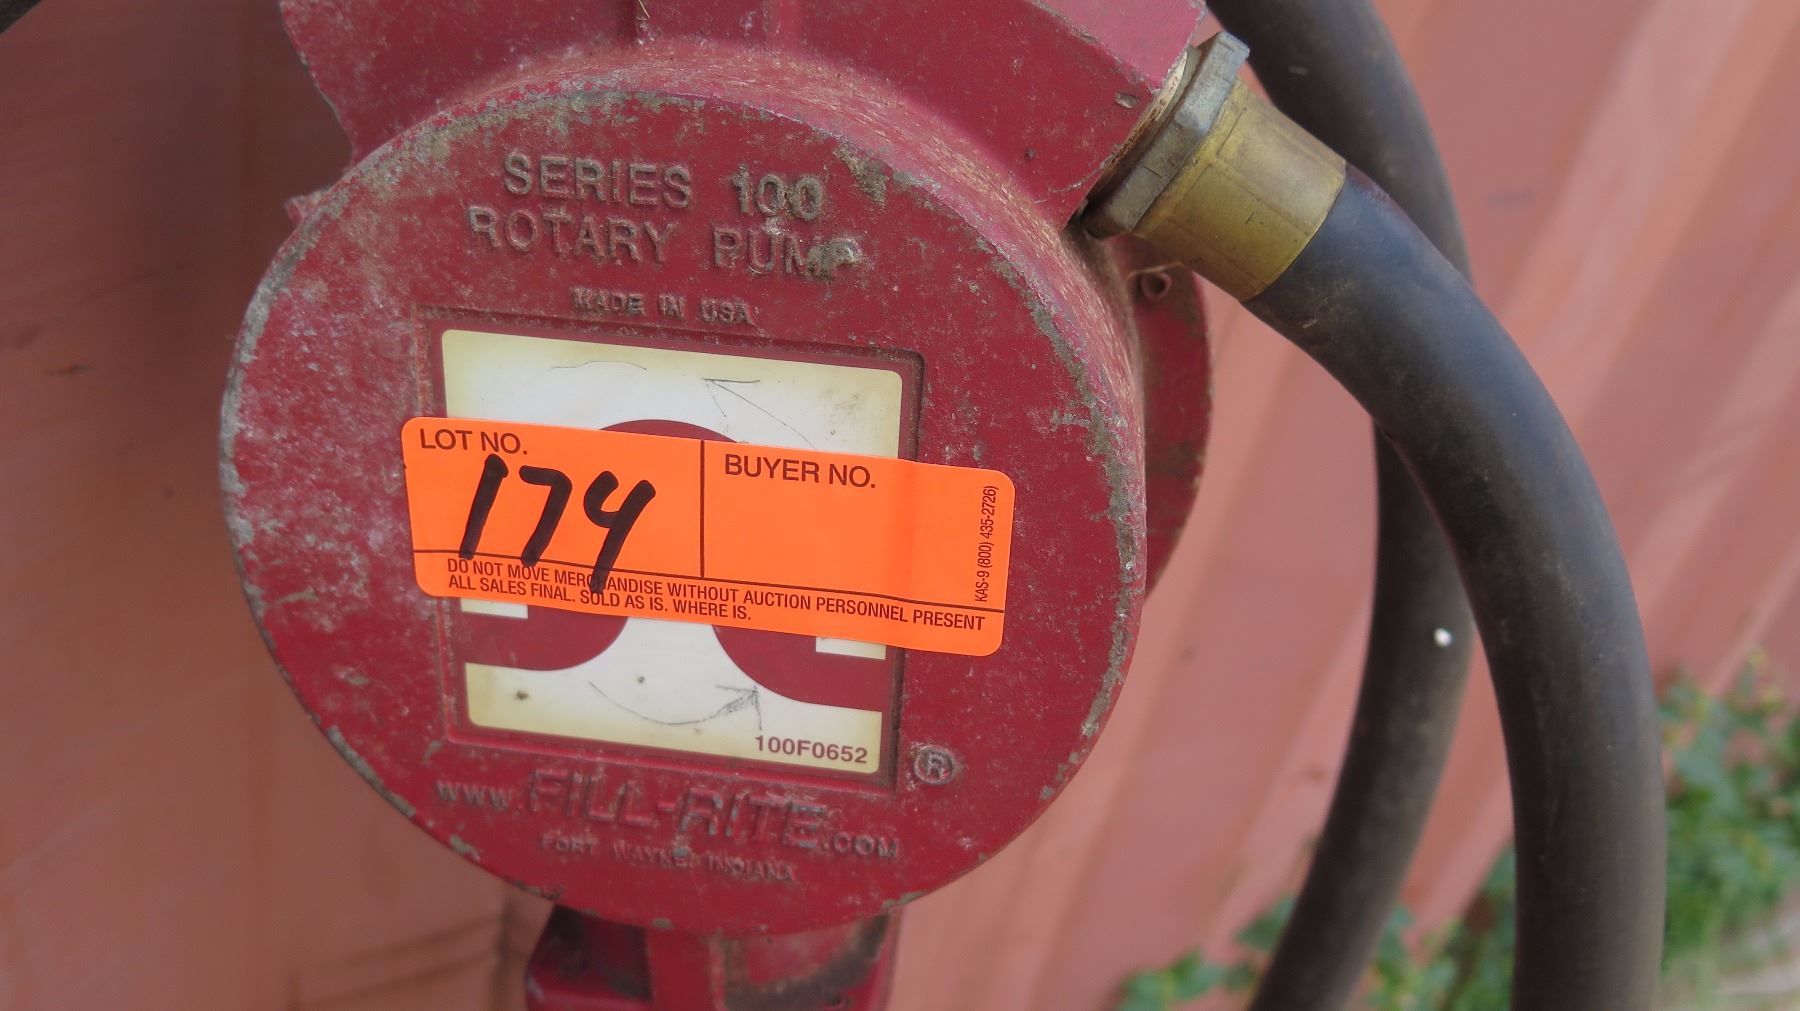 SERIES 100
ROTARY PUMP
MADE IN USA
LOT NO.
174
BUYER NO.
KAS-9 (800) 435-2726)
DO NOT MOVE MERCHANDISE WITHOUT AUCTION PERSONNEL PRESENT
ALL SALES FINAL. SOLD AS IS. WHERE IS.
100F0652
®
www.FILL-RITE.COM
FORT WAYNE, INDIANA